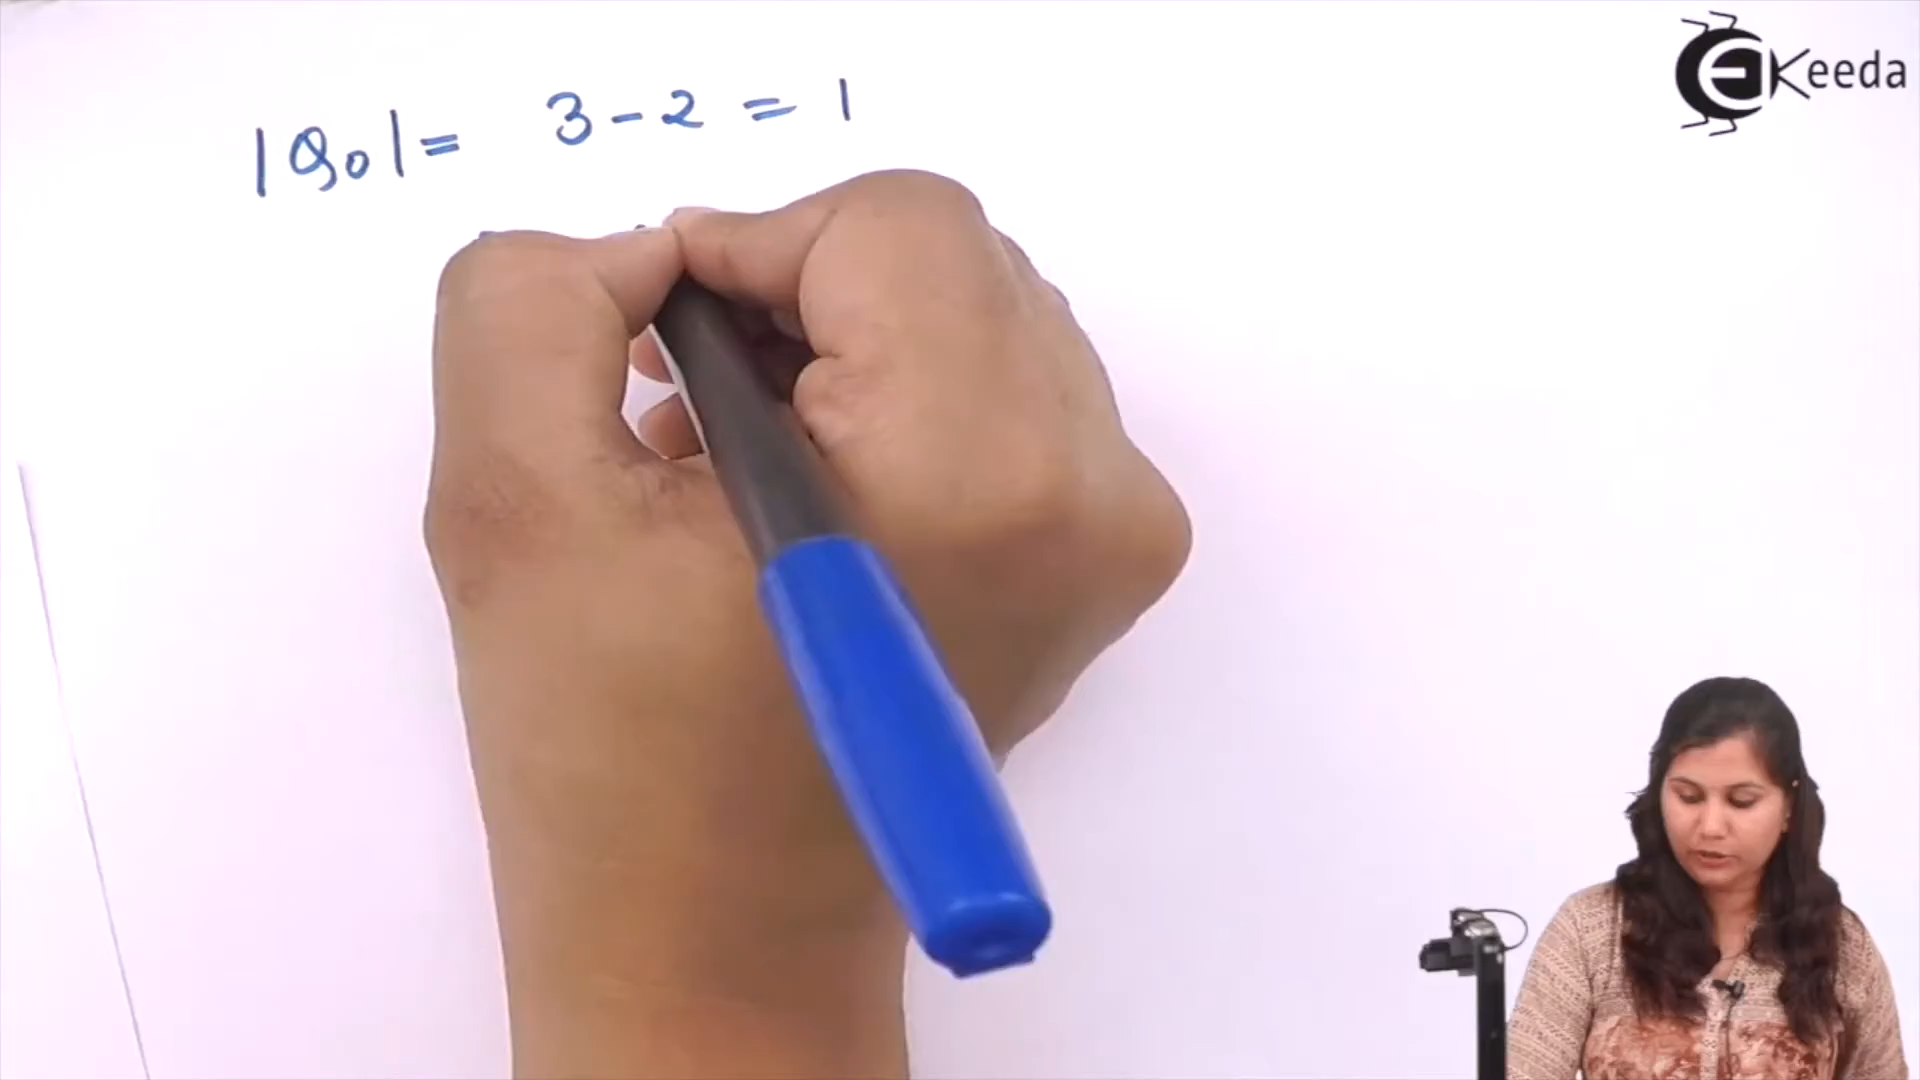 |Q₀| = 3 - 2 = 1
EKeeda